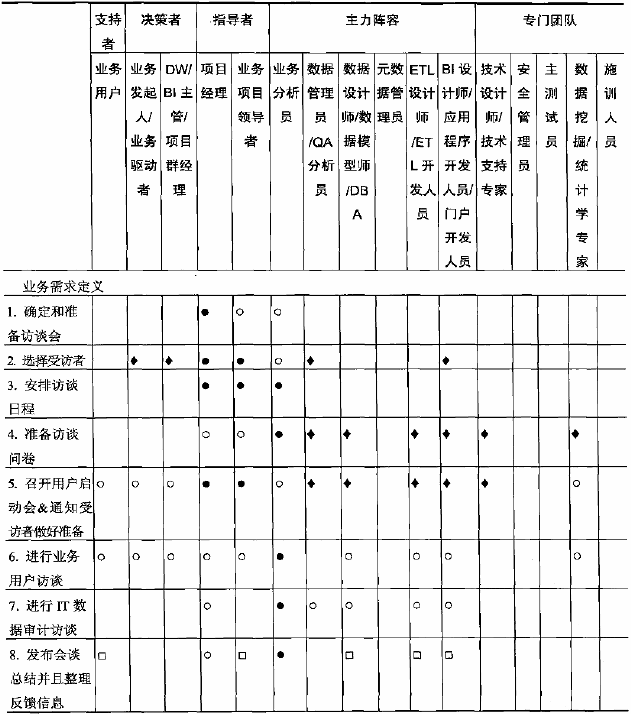 支持者 决策者 指导者 主力阵容 专门团队
业务用户 业务发起人/业务驱动者 DW/BI主管/项目群经理 项目经理 业务项目领导者 业务分析员 数据管理员/QA分析员 数据设计师/数据模型师/DBA 元数据管理员 ETL设计师/ETL开发人员 BI设计师/应用程序开发人员/门户开发人员 技术设计师/技术支持专家 安全管理员 主测试员 数据挖掘/统计学专家 施训人员
业务需求定义
1. 确定和准备访谈会 ● ○ ○
2. 选择受访者 ♦ ♦ ● ● ○ ♦ ♦
3. 安排访谈日程 ● ● ●
4. 准备访谈问卷 ○ ○ ● ♦ ♦ ♦ ♦ ♦ ♦
5. 召开用户启动会&通知受访者做好准备 ○ ○ ○ ● ● ○ ♦ ♦ ♦ ♦ ♦ ○
6. 进行业务用户访谈 ○ ○ ○ ○ ○ ● ○ ○ ○ ○
7. 进行 IT 数据审计访谈 ○ ● ○ ○ ○ ○
8. 发布会谈总结并且整理反馈信息 □ ○ □ ● □ □ □